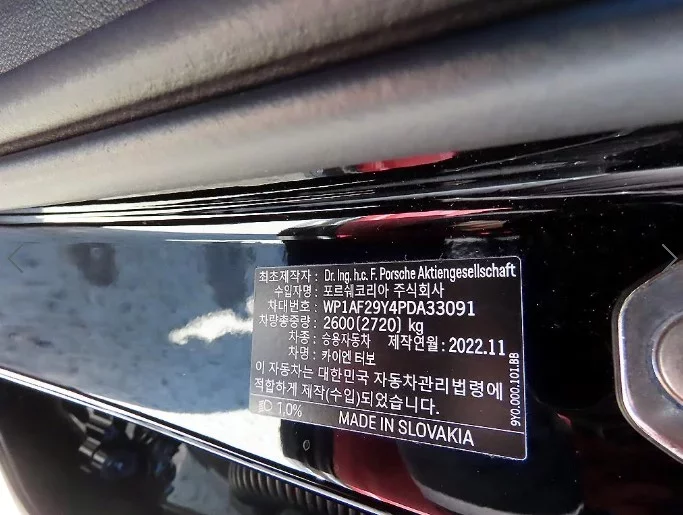 최초제작자 : Dr. Ing. h.c. F. Porsche Aktiengesellschaft
수입자명 : 포르쉐코리아 주식회사
차대번호 : WP1AF29Y4PDA33091
차량총중량 : 2600(2720) kg
차종 : 승용자동차 제작연월 : 2022.11
차명 : 카이엔 터보
이 자동차는 대한민국 자동차관리법령에
적합하게 제작(수입)되었습니다.
1,0% MADE IN SLOVAKIA
9Y0.000.101.BB